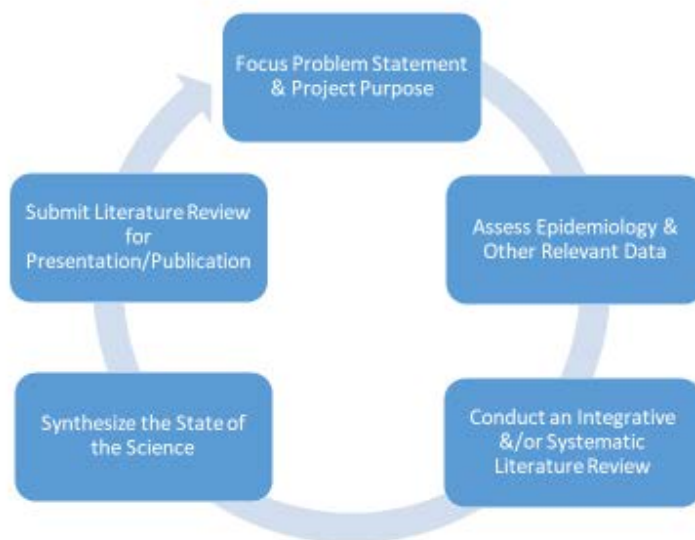 Focus Problem Statement
& Project Purpose
Assess Epidemiology &
Other Relevant Data
Conduct an Integrative
&/or Systematic
Literature Review
Synthesize the State of
the Science
Submit Literature Review
for
Presentation/Publication